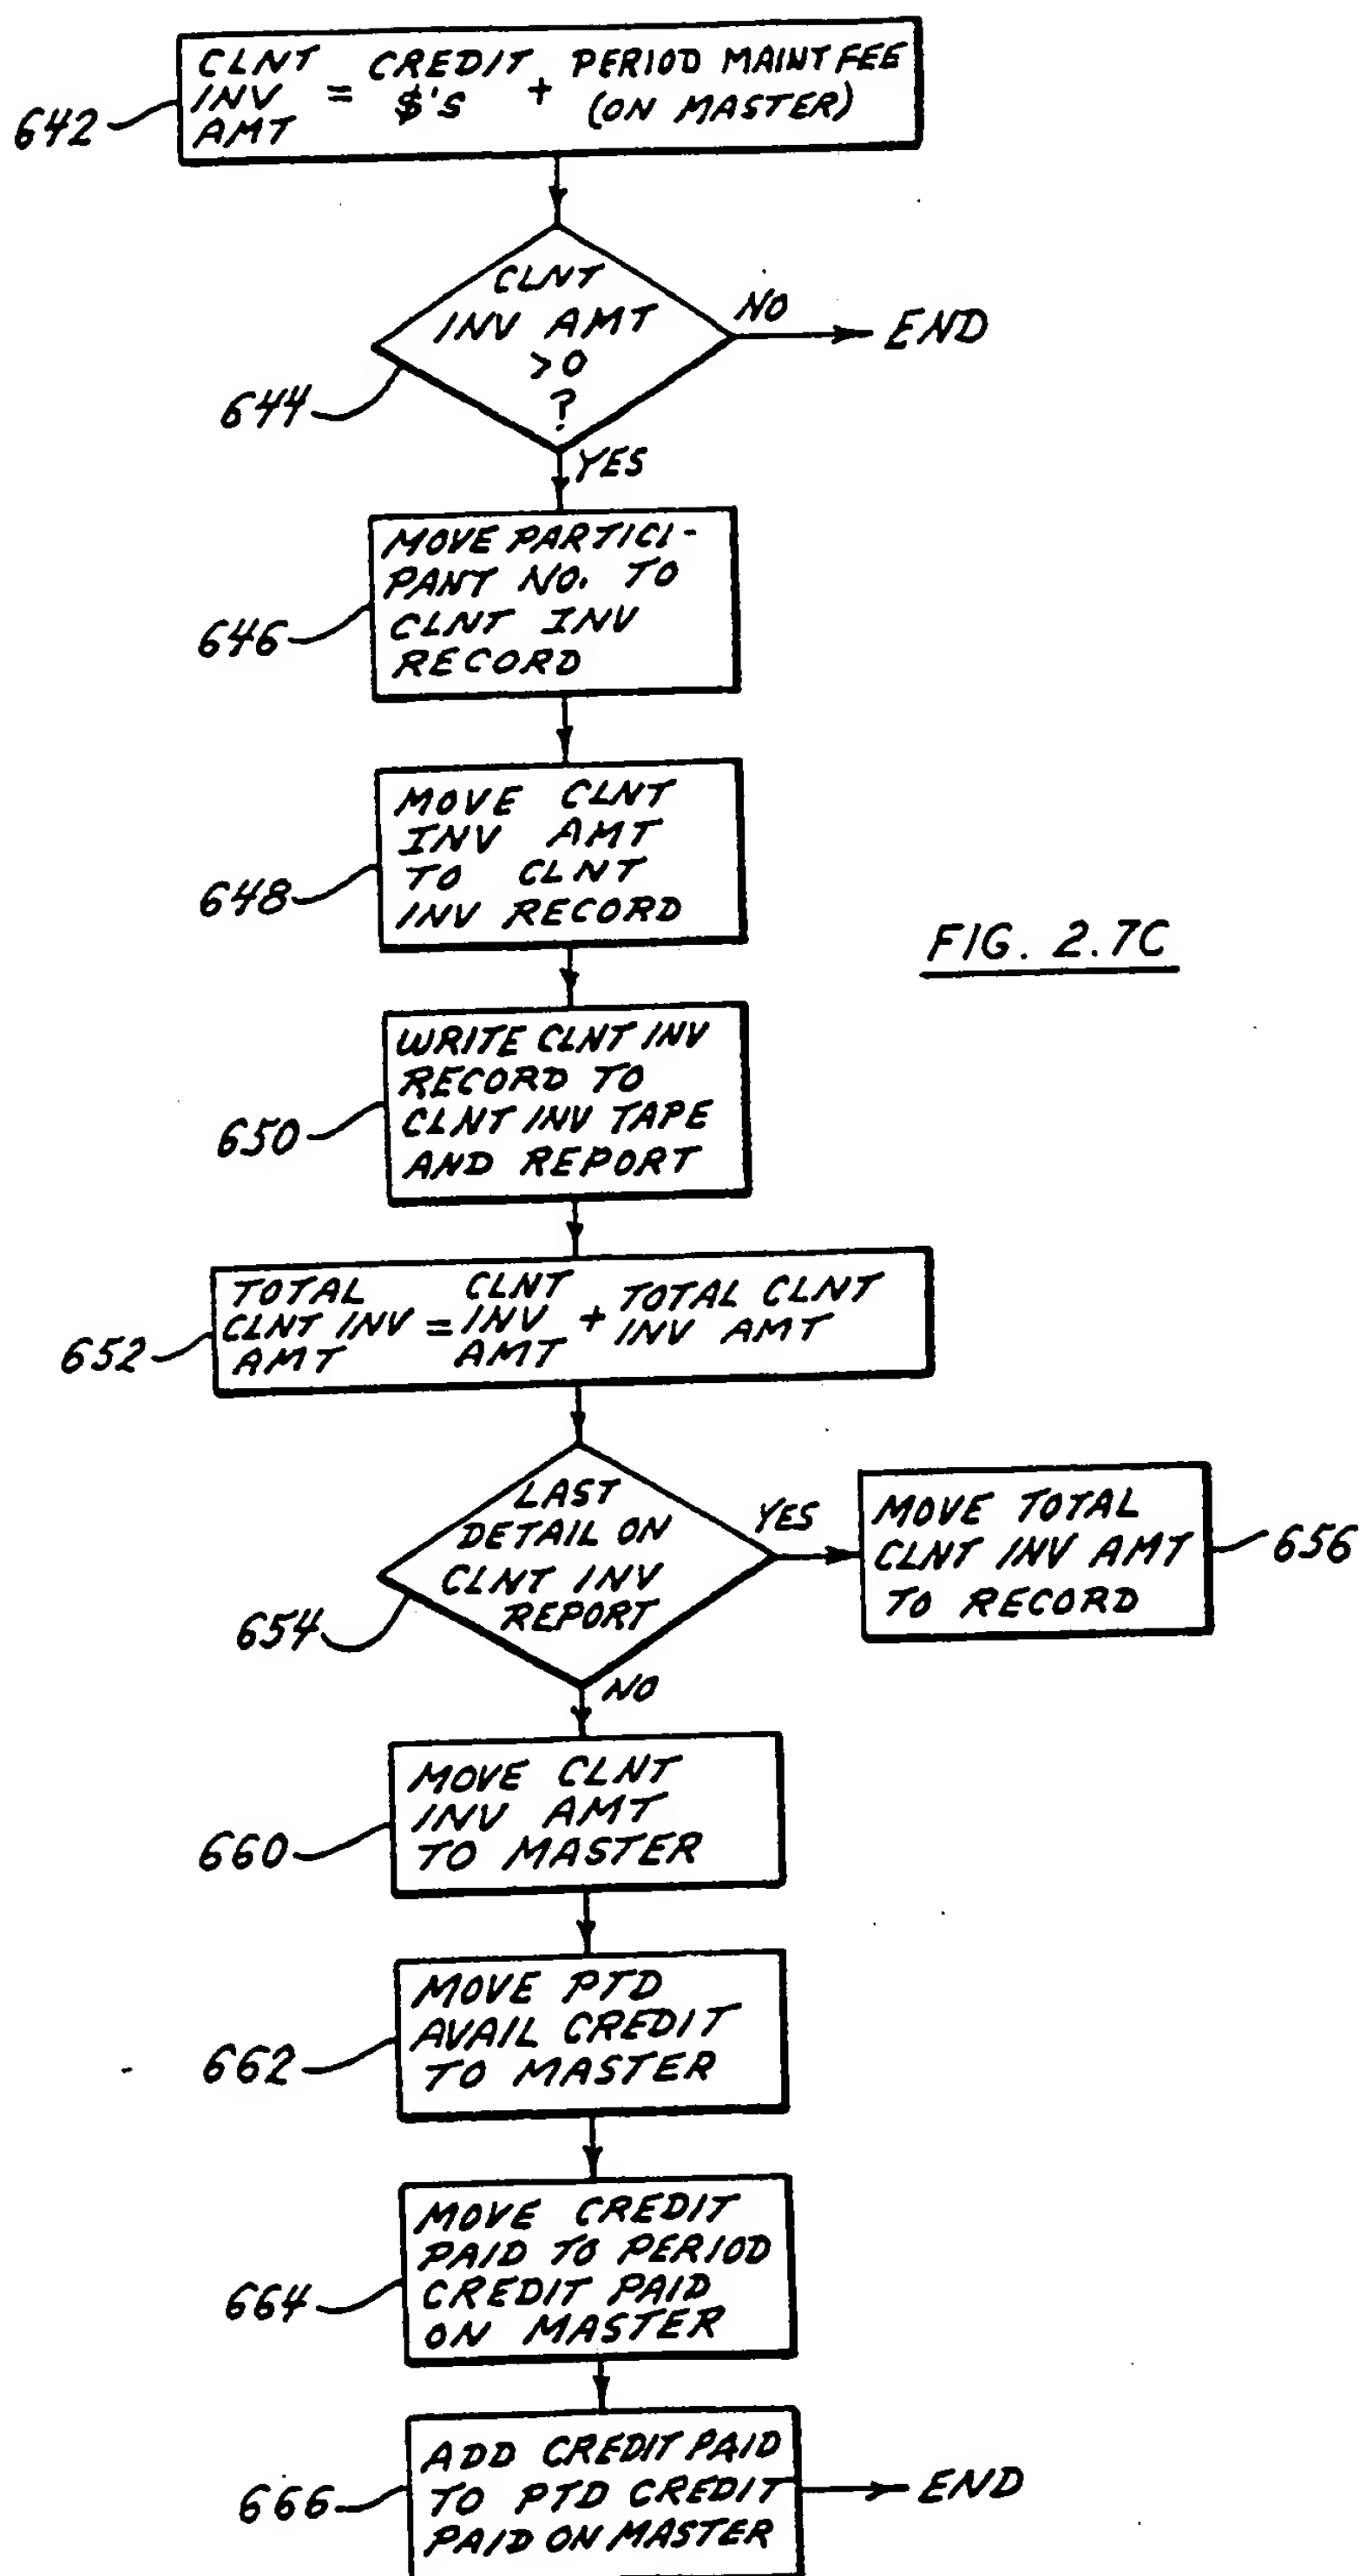 CLNT INV AMT = CREDIT $'S + PERIOD MAINT FEE (ON MASTER)
642
CLNT
INV AMT
>0
?
NO
END
644
YES
MOVE PARTICI-
PANT NO. TO
CLNT INV
RECORD
646
MOVE CLNT
INV AMT
TO CLNT
INV RECORD
648
FIG. 2.7C
WRITE CLNT INV
RECORD TO
CLNT INV TAPE
AND REPORT
650
TOTAL CLNT INV AMT = CLNT INV AMT + TOTAL CLNT INV AMT
652
LAST
DETAIL ON
CLNT INV
REPORT
YES
654
MOVE TOTAL
CLNT INV AMT
TO RECORD
656
NO
MOVE CLNT
INV AMT
TO MASTER
660
MOVE PTD
AVAIL CREDIT
TO MASTER
662
MOVE CREDIT
PAID TO PERIOD
CREDIT PAID
ON MASTER
664
ADD CREDIT PAID
TO PTD CREDIT
PAID ON MASTER
666
END